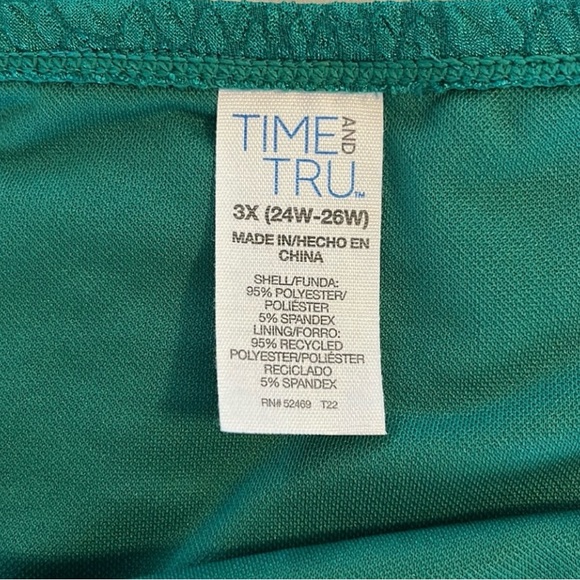 TIME AND
TRU™
3X (24W-26W)
MADE IN/HECHO EN
CHINA
SHELL/FUNDA:
95% POLYESTER/
POLIÉSTER
5% SPANDEX
LINING/FORRO:
95% RECYCLED
POLYESTER/POLIÉSTER
RECICLADO
5% SPANDEX
RN# 52469 T22